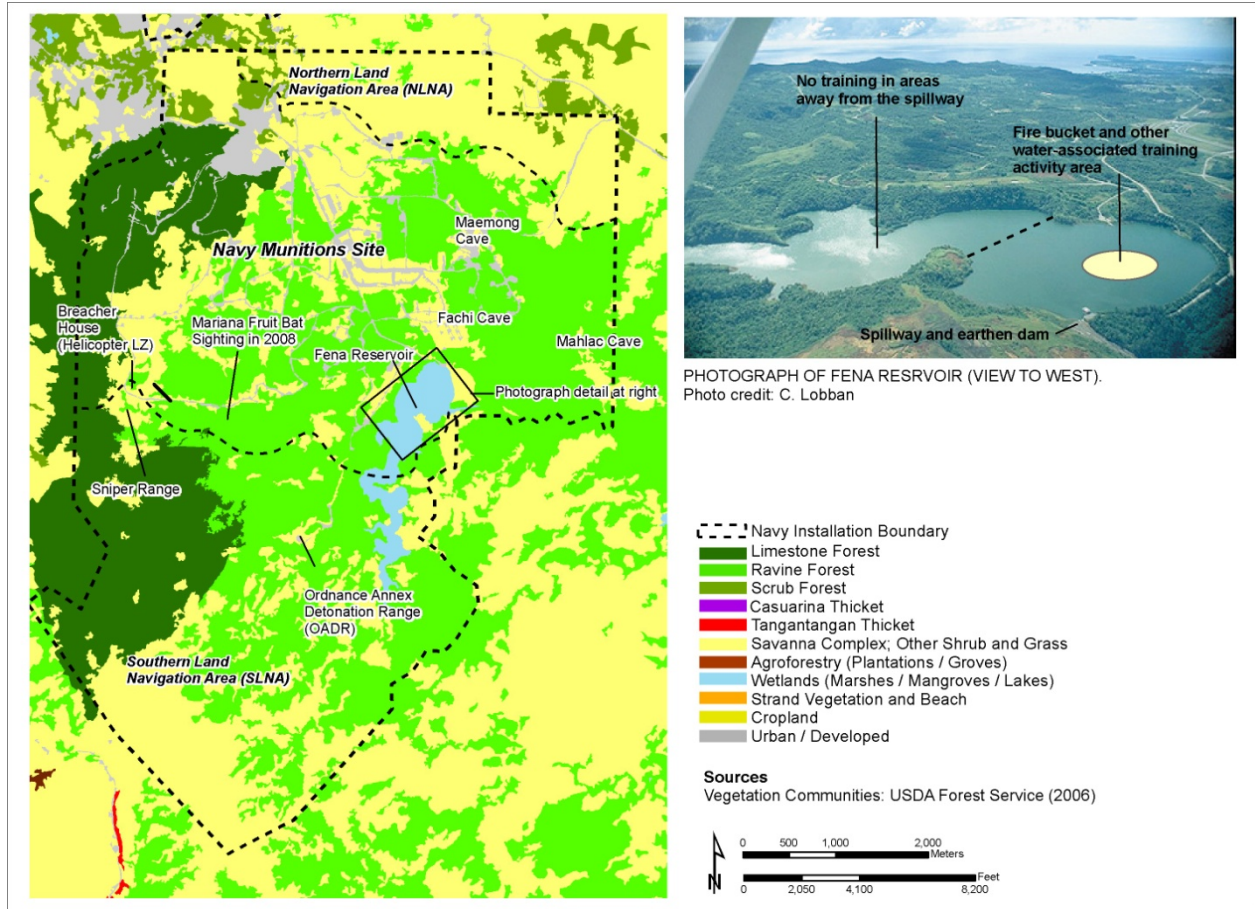 Northern Land
Navigation Area (NLNA)
Navy Munitions Site
Maemong
Cave
Breacher
House
(Helicopter LZ)
Mariana Fruit Bat
Sighting in 2008
Fachi Cave
Fena Reservoir
Mahlac Cave
Photograph detail at right
Sniper Range
Ordnance Annex
Detonation Range
(OADR)
Southern Land
Navigation Area (SLNA)
No training in areas
away from the spillway
Fire bucket and other
water-associated training
activity area
Spillway and earthen dam
PHOTOGRAPH OF FENA RESRVOIR (VIEW TO WEST).
Photo credit: C. Lobban
Navy Installation Boundary
Limestone Forest
Ravine Forest
Scrub Forest
Casuarina Thicket
Tangantangan Thicket
Savanna Complex; Other Shrub and Grass
Agroforestry (Plantations / Groves)
Wetlands (Marshes / Mangroves / Lakes)
Strand Vegetation and Beach
Cropland
Urban / Developed
Sources
Vegetation Communities: USDA Forest Service (2006)
N
0 500 1,000 2,000
Meters
Feet
0 2,050 4,100 8,200